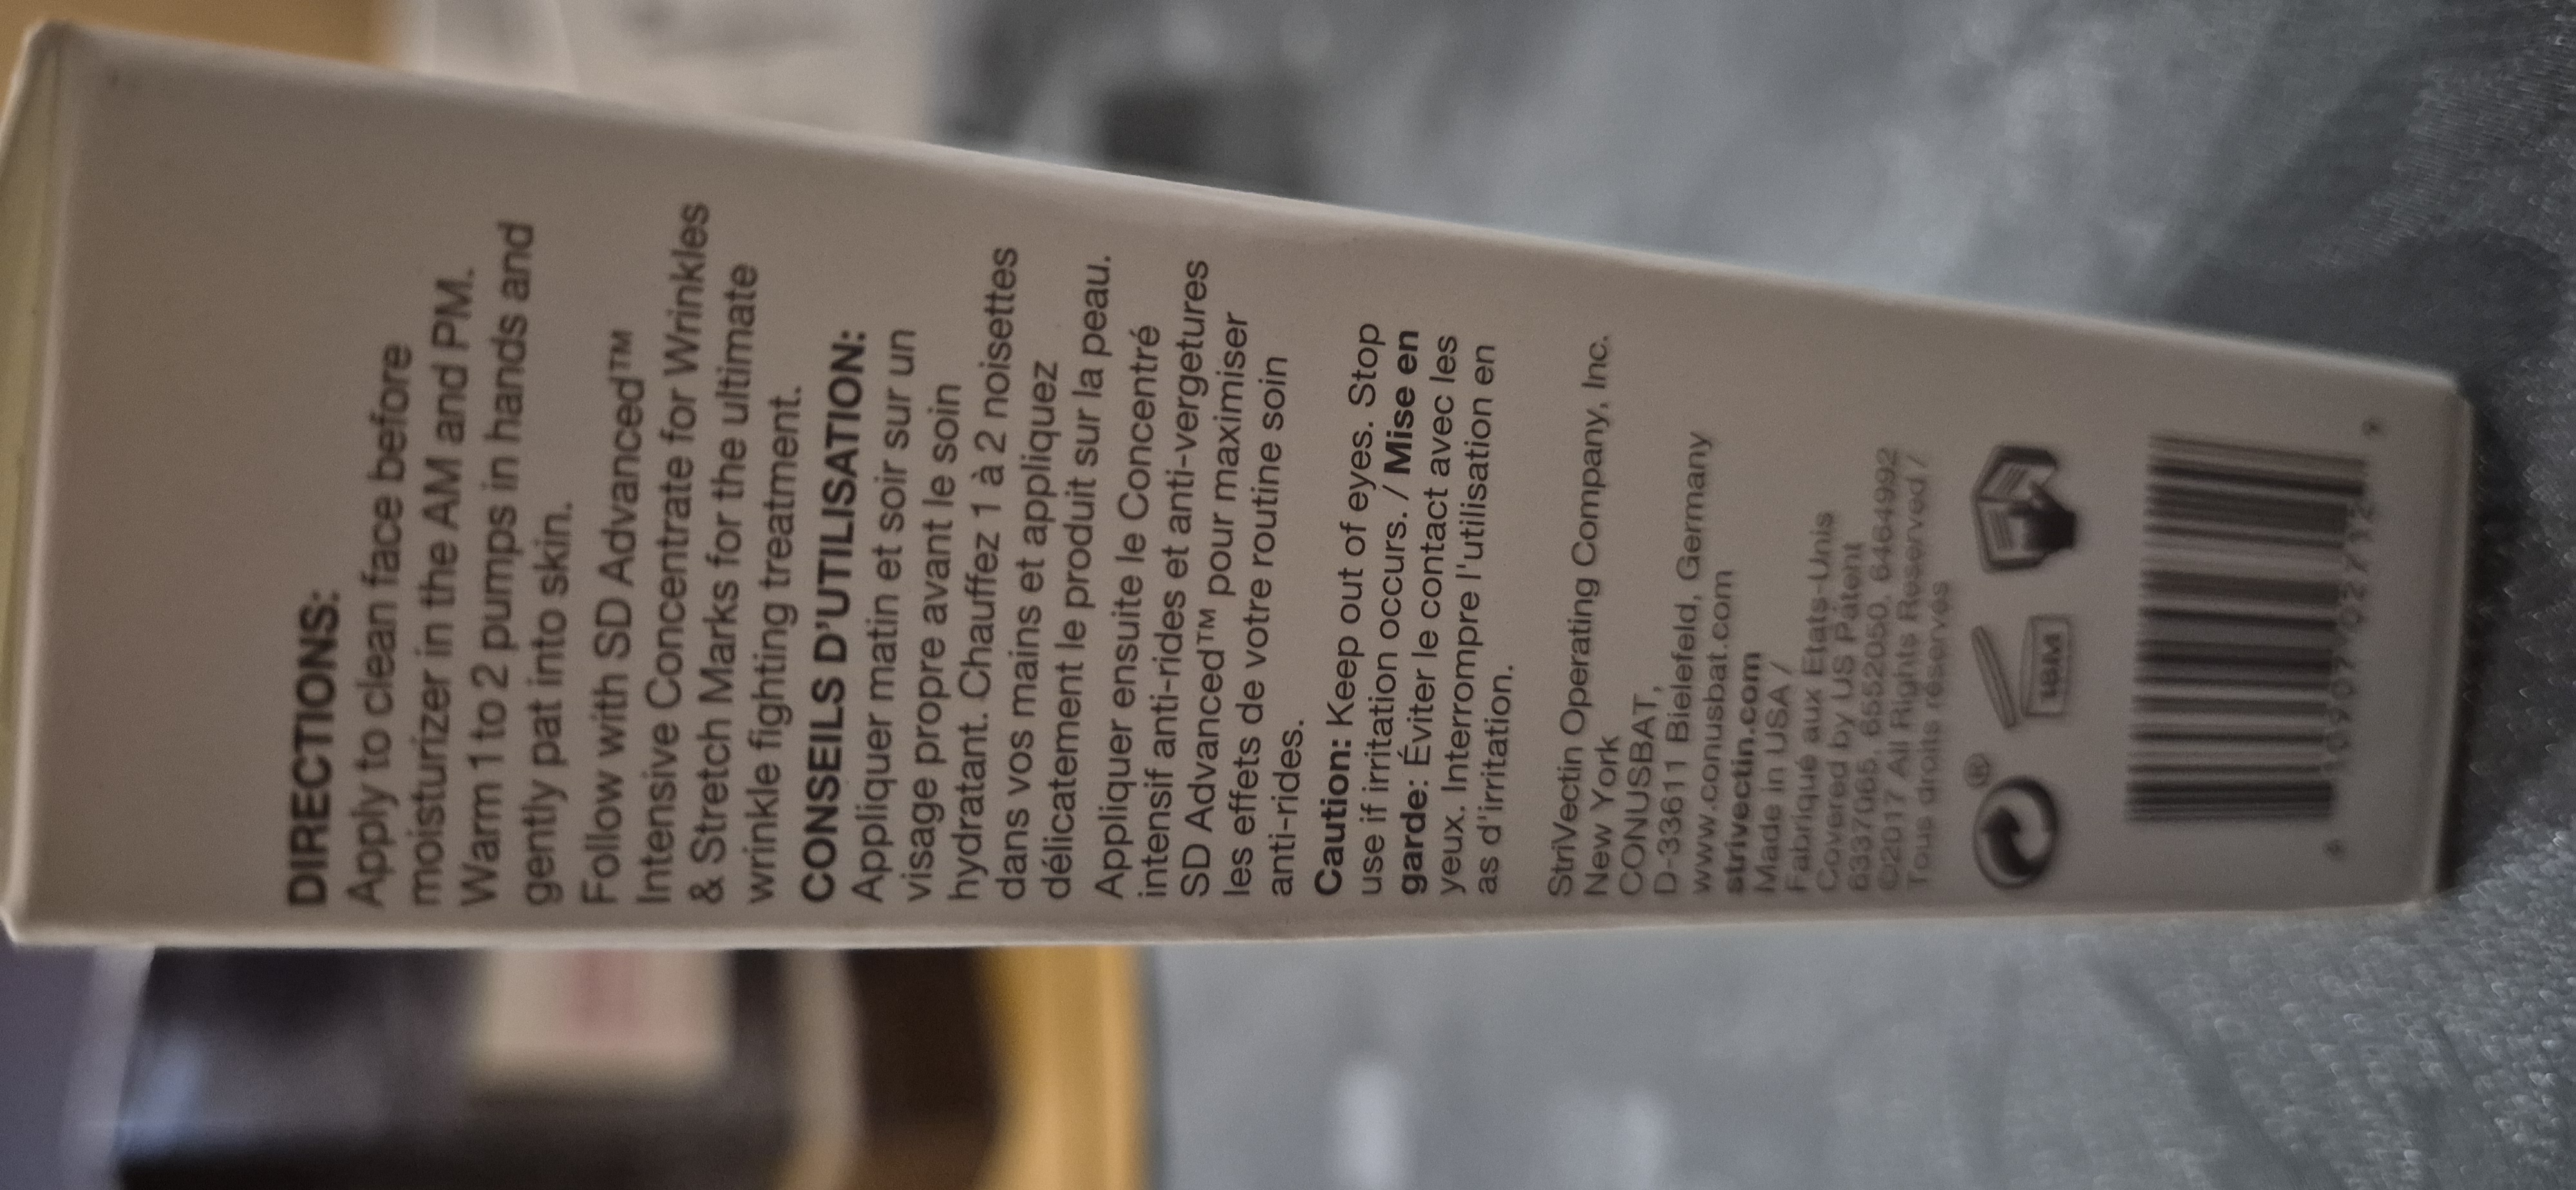 DIRECTIONS:
Apply to clean face before
moisturizer in the AM and PM.
Warm 1 to 2 pumps in hands and
gently pat into skin.
Follow with SD Advanced™
Intensive Concentrate for Wrinkles
& Stretch Marks for the ultimate
wrinkle fighting treatment.
CONSEILS D'UTILISATION:
Appliquer matin et soir sur un
visage propre avant le soin
hydratant. Chauffez 1 à 2 noisettes
dans vos mains et appliquez
délicatement le produit sur la peau.
Appliquer ensuite le Concentré
intensif anti-rides et anti-vergetures
SD Advanced™ pour maximiser
les effets de votre routine soin
anti-rides.
Caution: Keep out of eyes. Stop
use if irritation occurs. / Mise en
garde: Éviter le contact avec les
yeux. Interrompre l'utilisation en
as d'irritation.
StriVectin Operating Company, Inc.
New York
CONUSBAT,
D-33611 Bielefeld, Germany
www.conusbat.com
strivectin.com
Made in USA /
Fabriqué aux Etats-Unis
Covered by US Patent
6337065, 6552050, 6464992
©2017 All Rights Reserved /
Tous droits réservés
®
18M